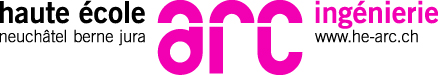 haute école
neuchâtel berne jura
arc
ingénierie
www.he-arc.ch